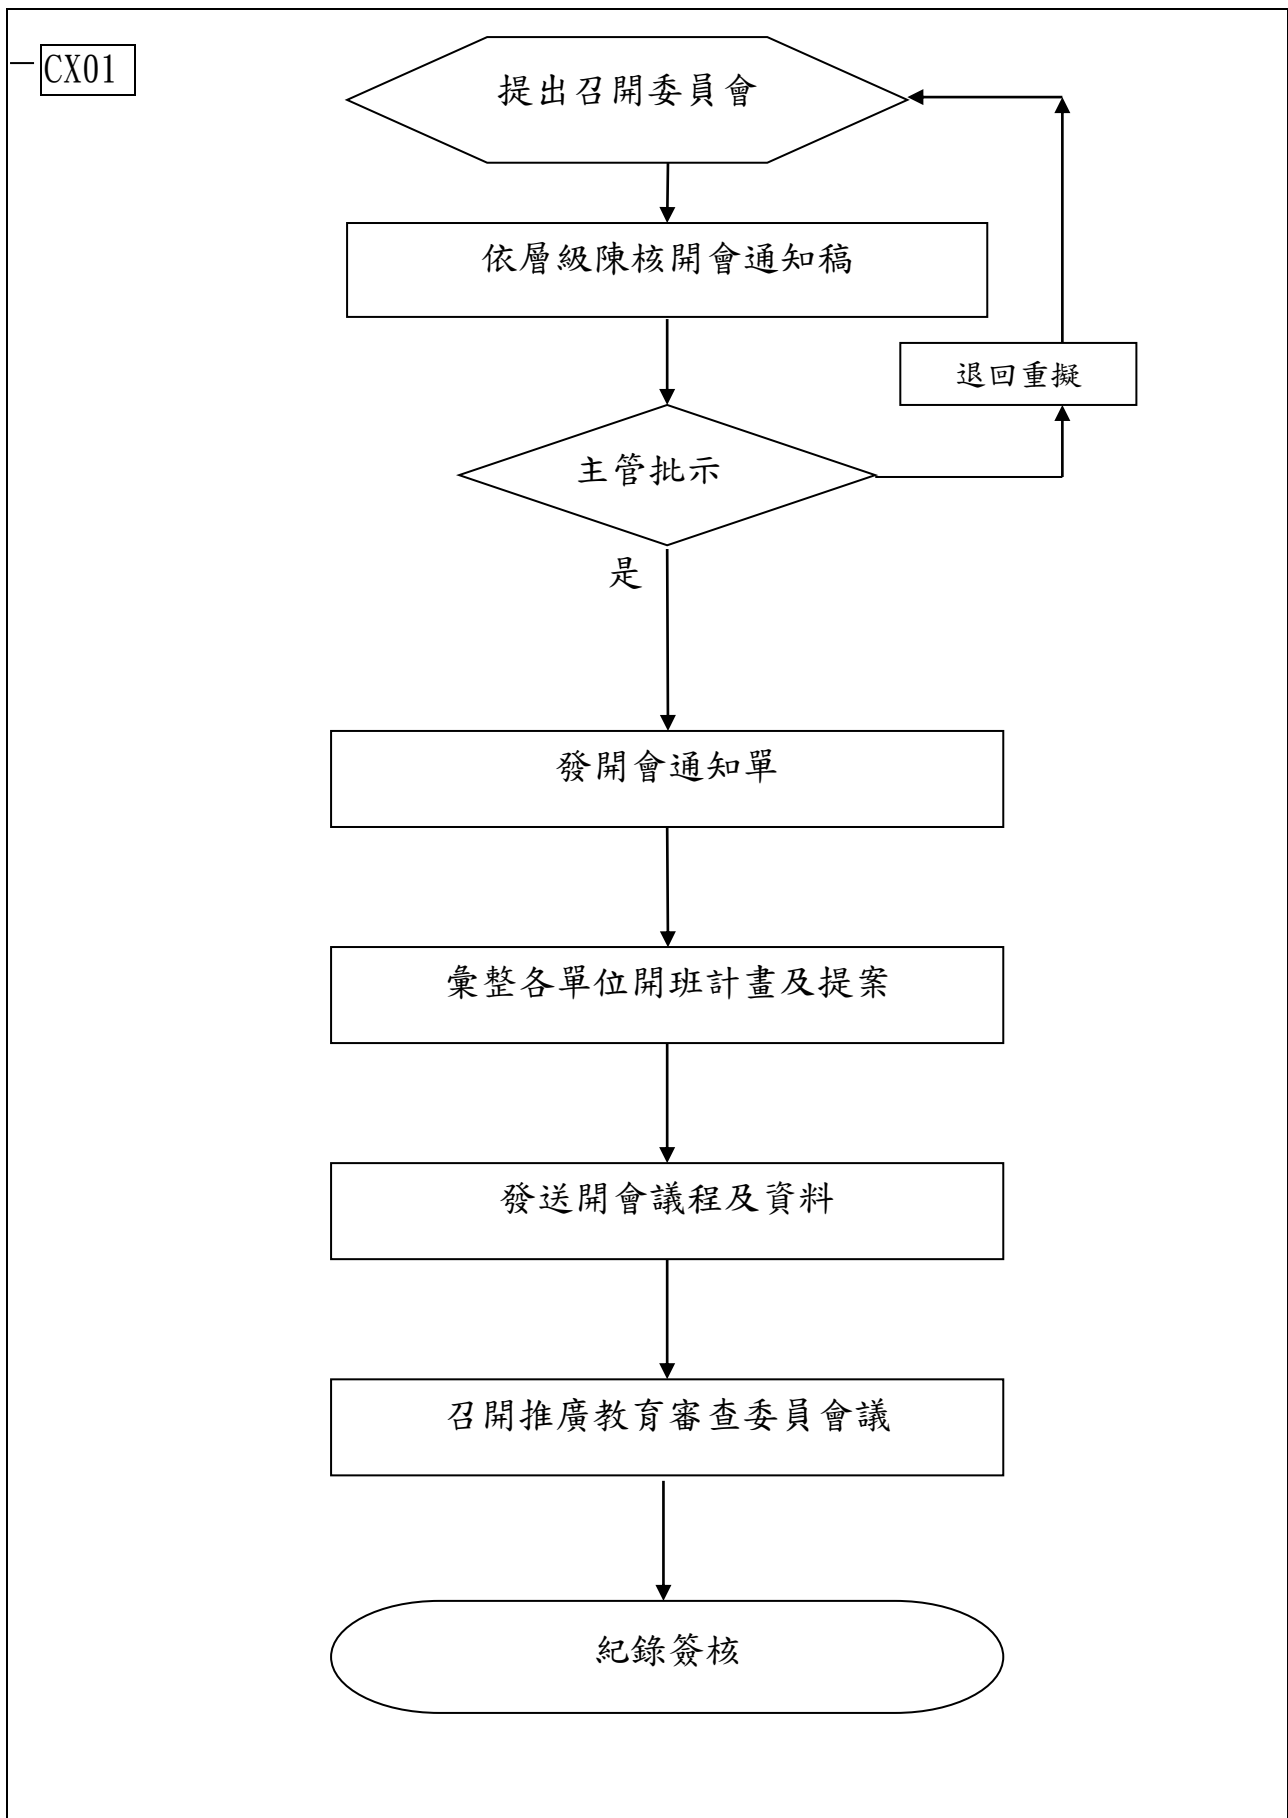 CX01
提出召開委員會
依層級陳核開會通知稿
退回重擬
主管批示
是
發開會通知單
彙整各單位開班計畫及提案
發送開會議程及資料
召開推廣教育審查委員會議
紀錄簽核